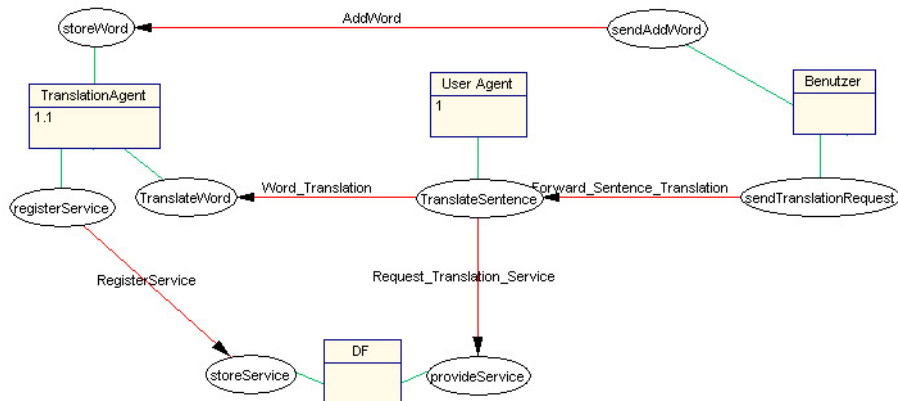 AddWord
storeWord
sendAddWord
TranslationAgent
1.1
User Agent
1
Benutzer
Word_Translation
Forward_Sentence_Translation
registerService
TranslateWord
TranslateSentence
sendTranslationRequest
RegisterService
Request_Translation_Service
DF
storeService
provideService